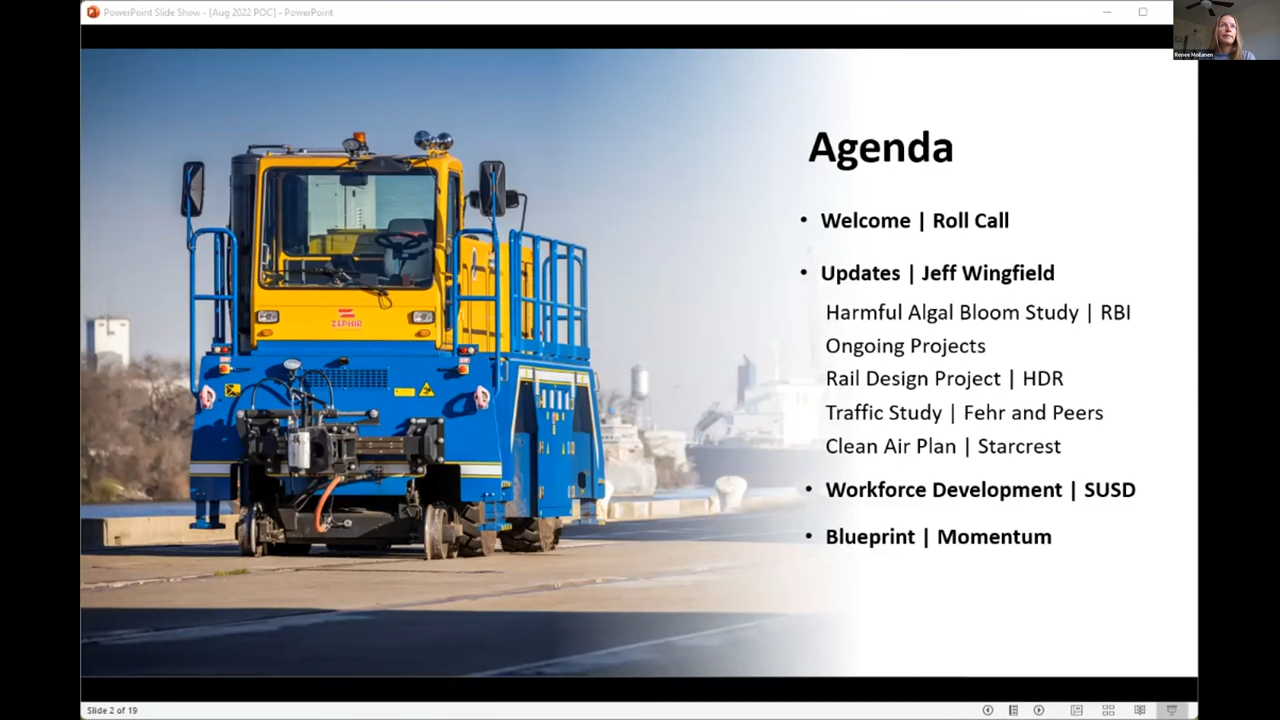 PowerPoint Slide Show - [Aug 2022 POC] - PowerPoint
Renee Moilanen
Agenda
• Welcome | Roll Call
• Updates | Jeff Wingfield
Harmful Algal Bloom Study | RBI
Ongoing Projects
Rail Design Project | HDR
Traffic Study | Fehr and Peers
Clean Air Plan | Starcrest
• Workforce Development | SUSD
• Blueprint | Momentum
ZEPHIR
Slide 2 of 19